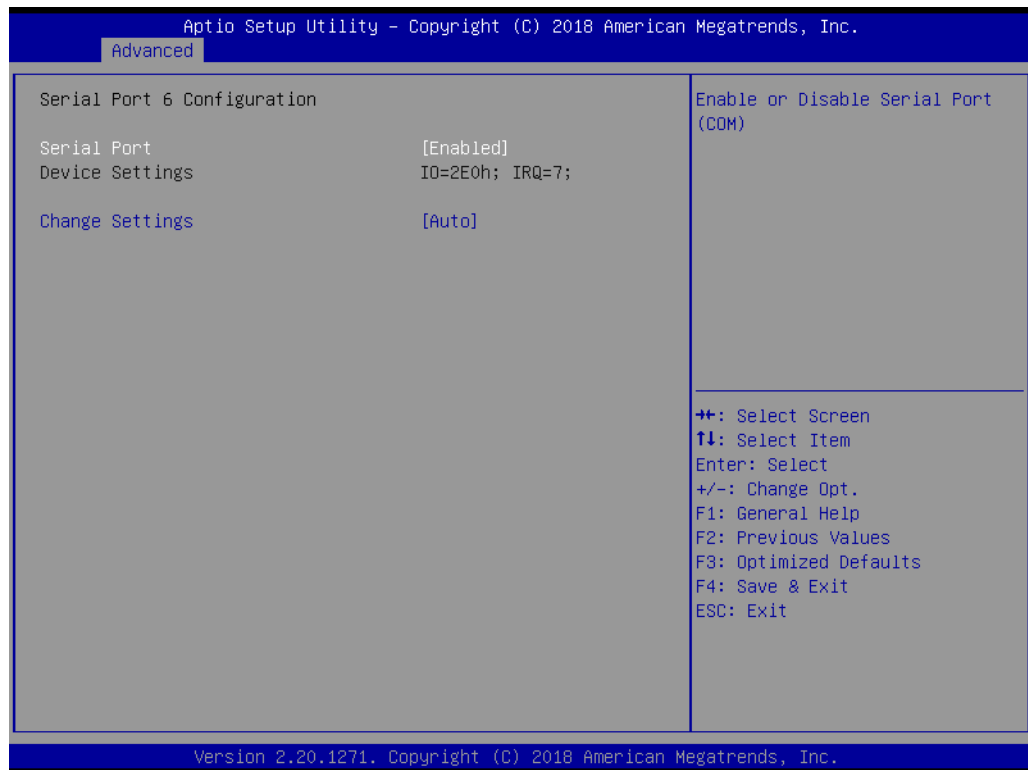 Aptio Setup Utility – Copyright (C) 2018 American Megatrends, Inc.
Advanced
Serial Port 6 Configuration
Serial Port [Enabled]
Device Settings IO=2E0h; IRQ=7;
Change Settings [Auto]
Enable or Disable Serial Port
(COM)
→←: Select Screen
↑↓: Select Item
Enter: Select
+/-: Change Opt.
F1: General Help
F2: Previous Values
F3: Optimized Defaults
F4: Save & Exit
ESC: Exit
Version 2.20.1271. Copyright (C) 2018 American Megatrends, Inc.